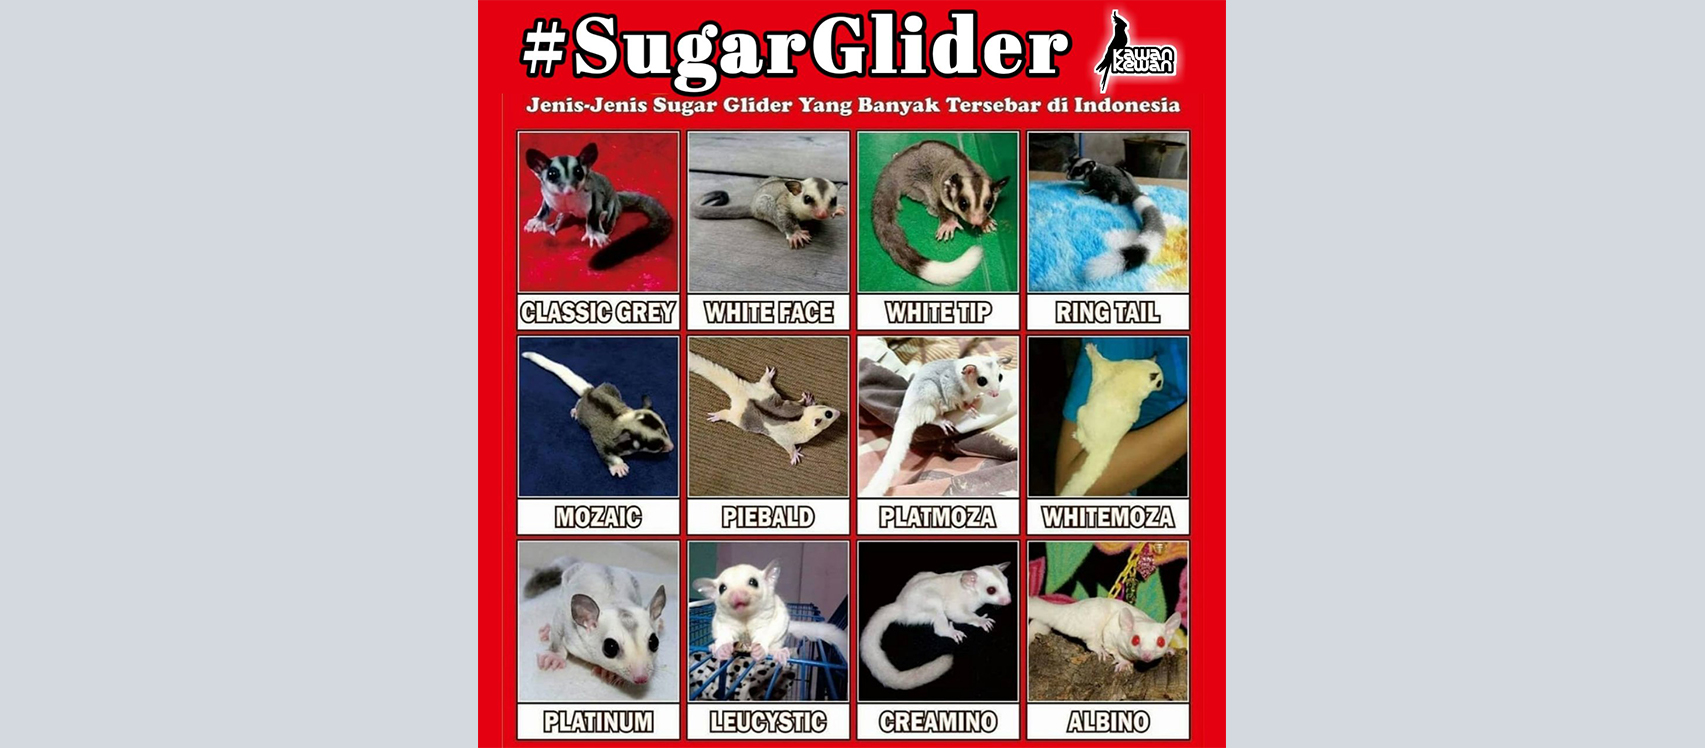 #SugarGlider
KAWAN
KEWAN
Jenis-Jenis Sugar Glider Yang Banyak Tersebar di Indonesia
CLASSIC GREY
WHITE FACE
WHITE TIP
RING TAIL
MOZAIC
PIEBALD
PLATMOZA
WHITEMOZA
PLATINUM
LEUCYSTIC
CREAMINO
ALBINO